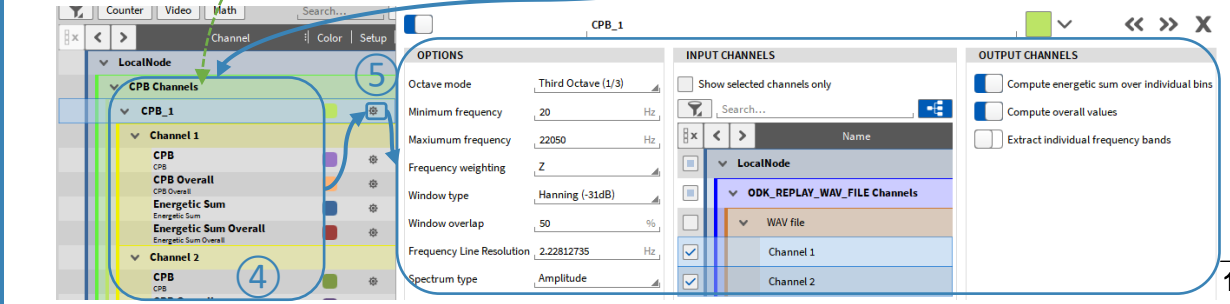 Counter Video Math Search...
Channel Color Setup
LocalNode
CPB Channels
CPB_1
Channel 1
CPB
CPB
CPB Overall
CPB Overall
Energetic Sum
Energetic Sum
Energetic Sum Overall
Energetic Sum Overall
Channel 2
CPB
CPB
4
5
CPB_1
X
OPTIONS
Octave mode Third Octave (1/3)
Minimum frequency 20 Hz
Maxiumum frequency 22050 Hz
Frequency weighting Z
Window type Hanning (-31dB)
Window overlap 50 %
Frequency Line Resolution 2.22812735 Hz
Spectrum type Amplitude
INPUT CHANNELS
Show selected channels only
Search...
Name
LocalNode
ODK_REPLAY_WAV_FILE Channels
WAV file
Channel 1
Channel 2
OUTPUT CHANNELS
Compute energetic sum over individual bins
Compute overall values
Extract individual frequency bands